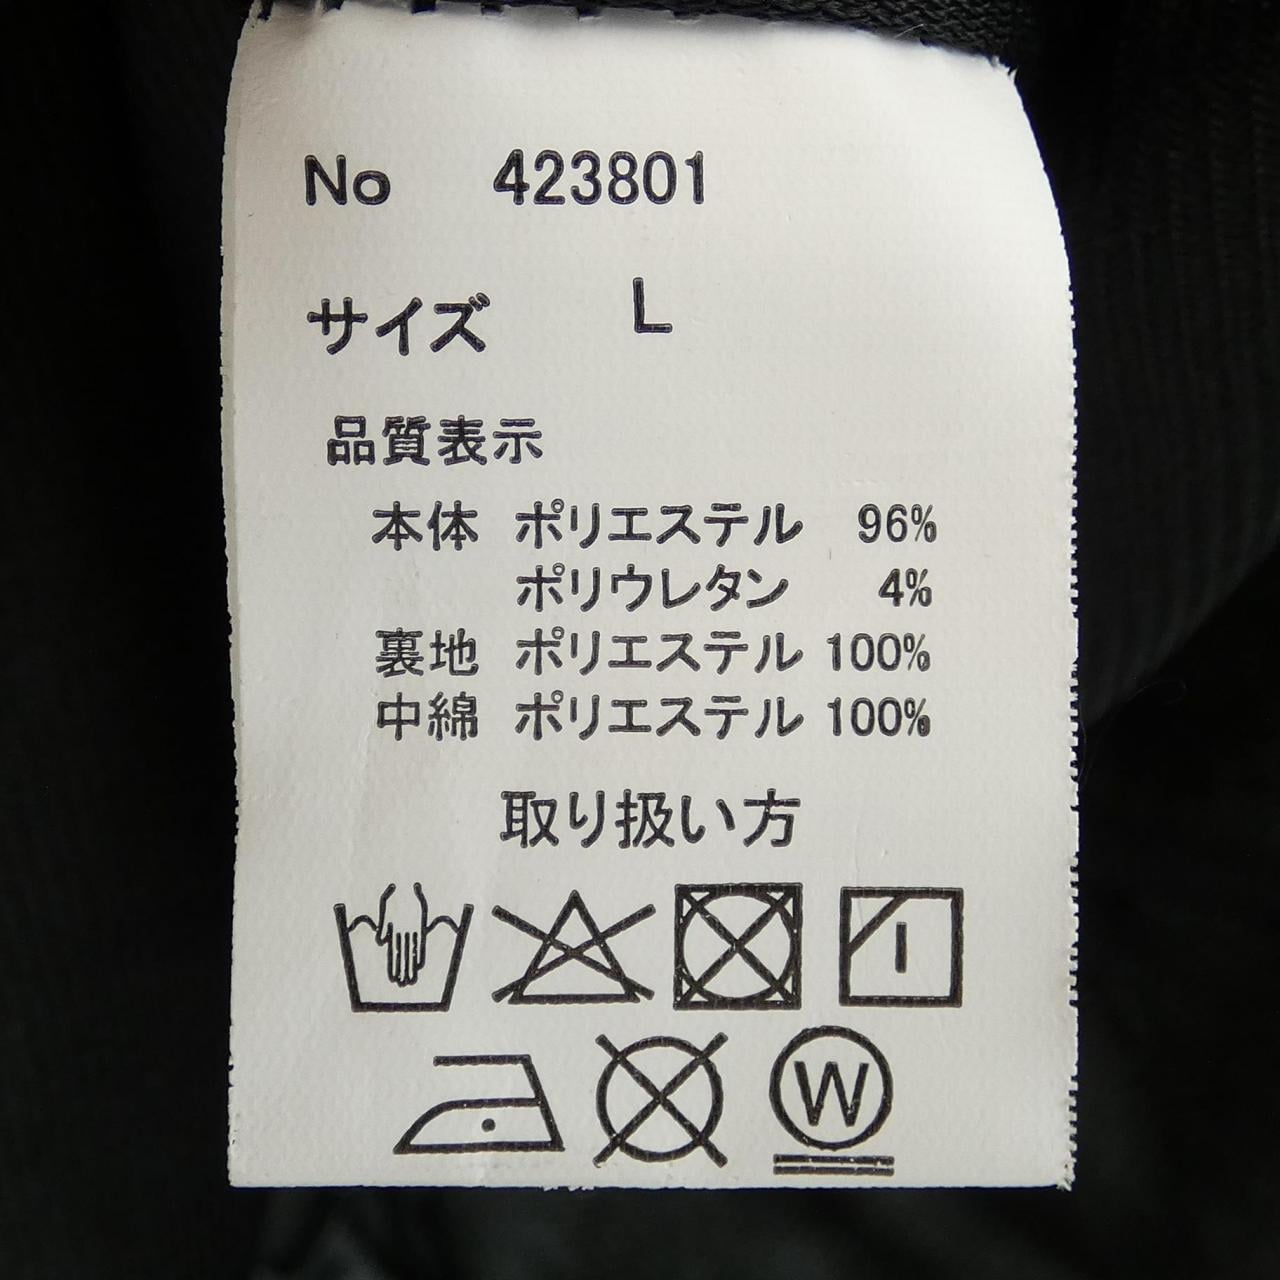 No 423801
サイズ L
品質表示
本体 ポリエステル 96%
ポリウレタン 4%
裏地 ポリエステル 100%
中綿 ポリエステル 100%
取り扱い方
W